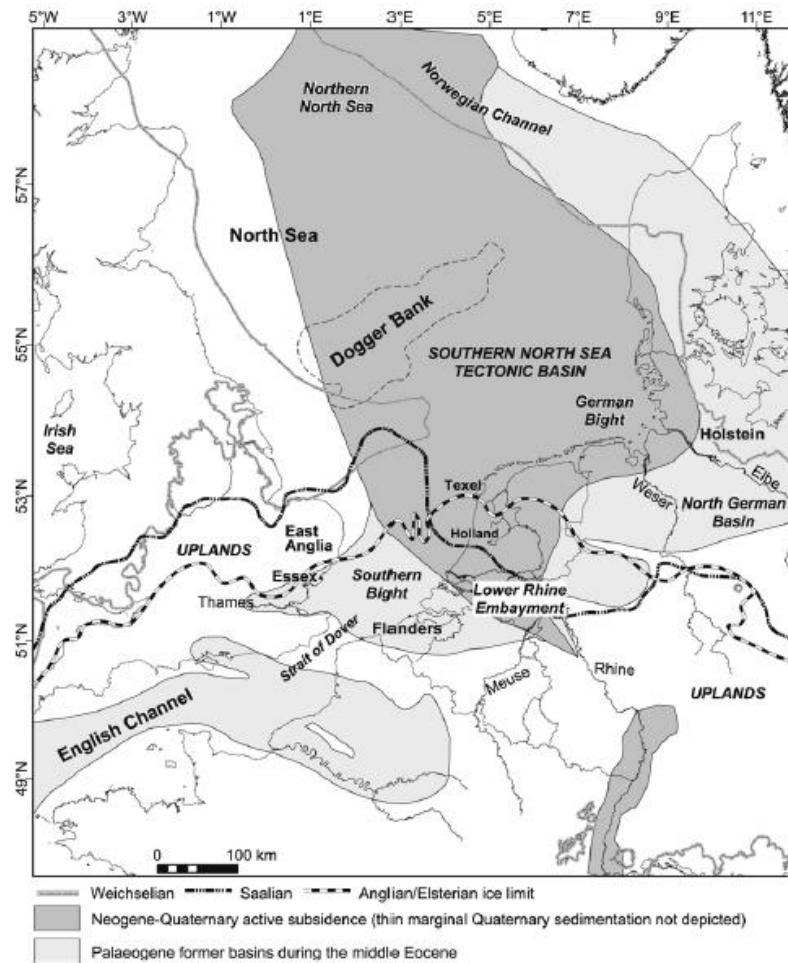 5°W 3°W 1°W 1°E 3°E 5°E 7°E 9°E 11°E
Northern
North Sea
Norwegian Channel
57°N
North Sea
Dogger Bank
55°N
SOUTHERN NORTH SEA
TECTONIC BASIN
German
Bight
Irish
Sea
Holstein
53°N
Texel
Elbe
Weser
North German
Basin
East
Anglia
Holland
UPLANDS
Essex
Southern
Bight
Lower Rhine
Embayment
Thames
51°N
Flanders
Strait of Dover
Rhine
Meuse
UPLANDS
English Channel
49°N
0 100 km
Weichselian Saalian Anglian/Elsterian ice limit
Neogene-Quaternary active subsidence (thin marginal Quaternary sedimentation not depicted)
Palaeogene former basins during the middle Eocene